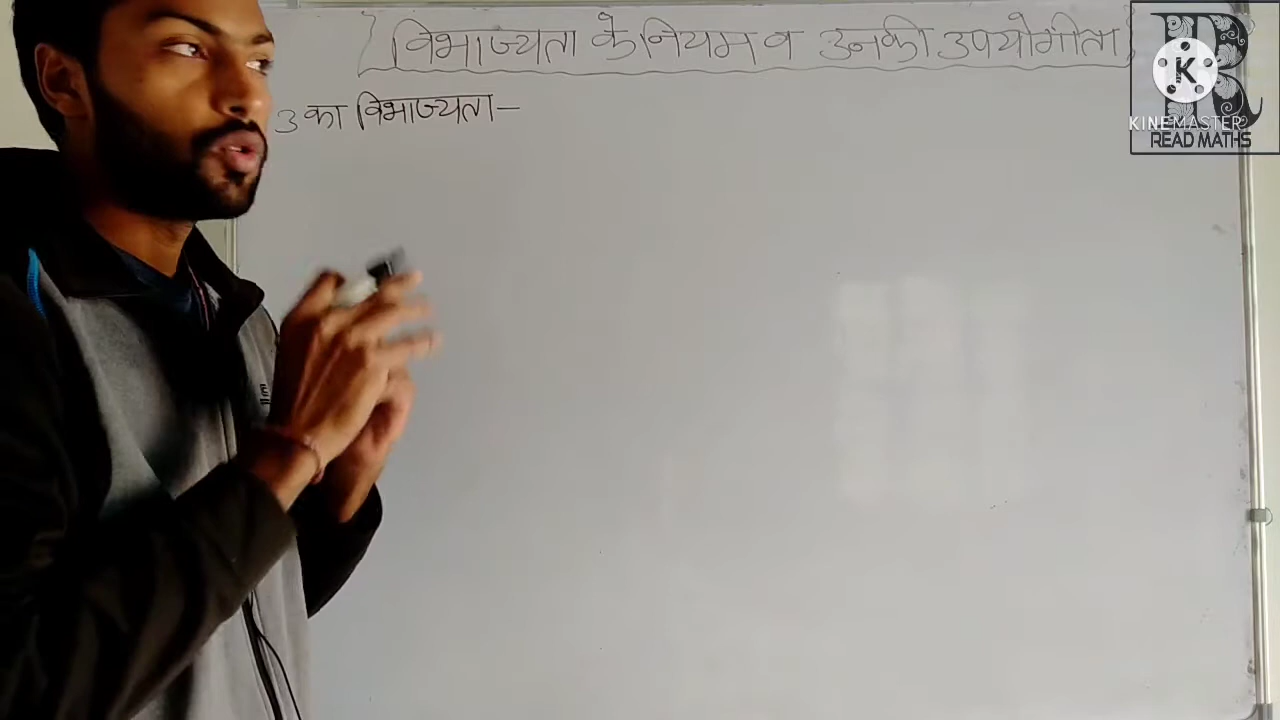 विभाज्यता के नियम व उनकी उपयोगीता
3 का विभाज्यता–
K
KINEMASTER
READ MATHS